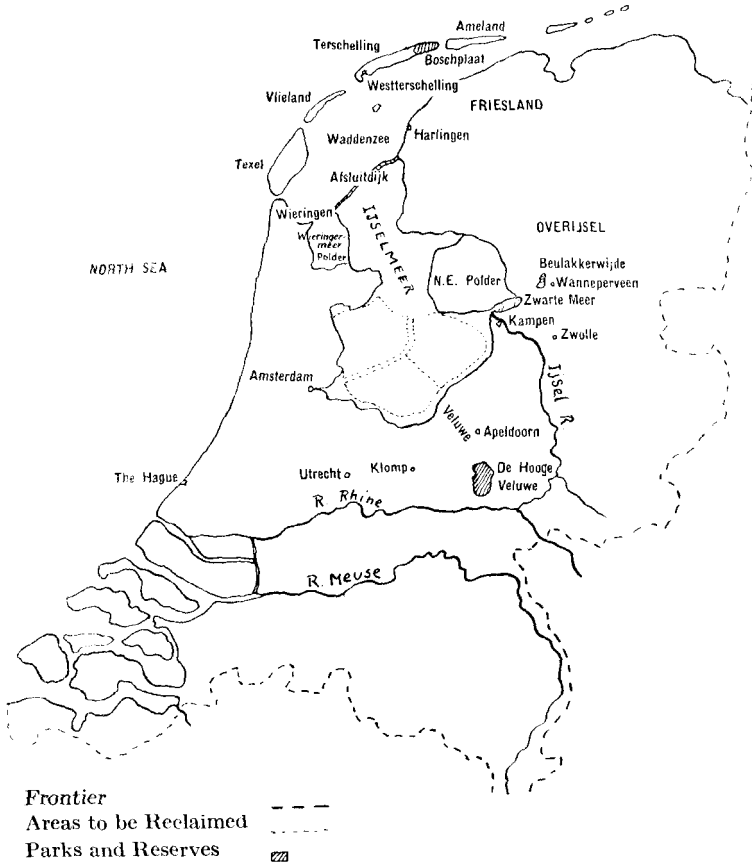 Ameland
Terschelling
Boschplaat
Westterschelling
Vlieland
FRIESLAND
Waddenzee
Harlingen
Texel
Afsluitdijk
Wieringen
IJSELMEER
Wieringer-
meer
Polder
OVERIJSEL
NORTH SEA
N.E. Polder
Beulakkerwijde
Wanneperveen
Zwarte Meer
Kampen
Zwolle
IJsel R
Amsterdam
Veluwe
Apeldoorn
The Hague
Utrecht
Klomp
De Hooge
Veluwe
R. Rhine
R. Meuse
Frontier
Areas to be Reclaimed
Parks and Reserves